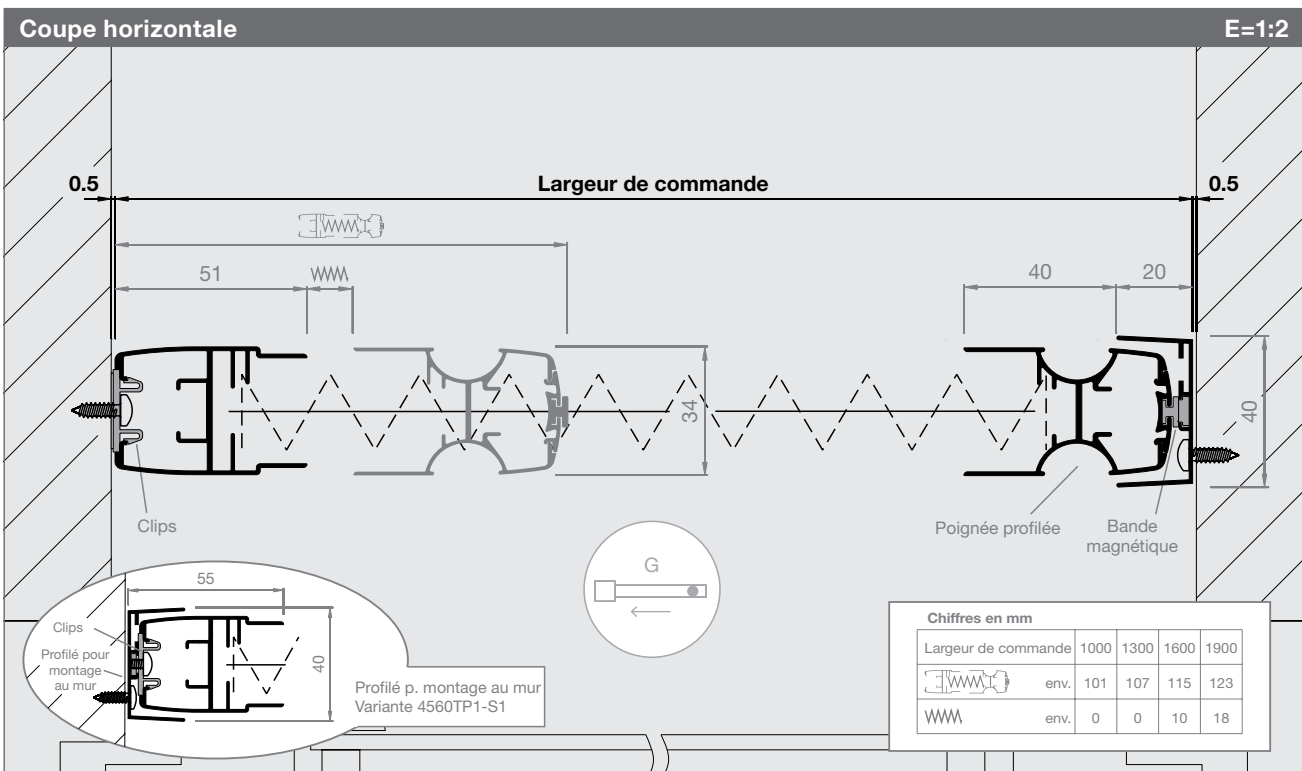 Coupe horizontale E=1:2
0.5 Largeur de commande 0.5
51 40 20
34
40
Clips
Poignée profilée
Bande
magnétique
G
55
Clips
Profilé pour
montage
au mur
40
Profilé p. montage au mur
Variante 4560TP1-S1
Chiffres en mm
Largeur de commande 1000 1300 1600 1900
env. 101 107 115 123
env. 0 0 10 18